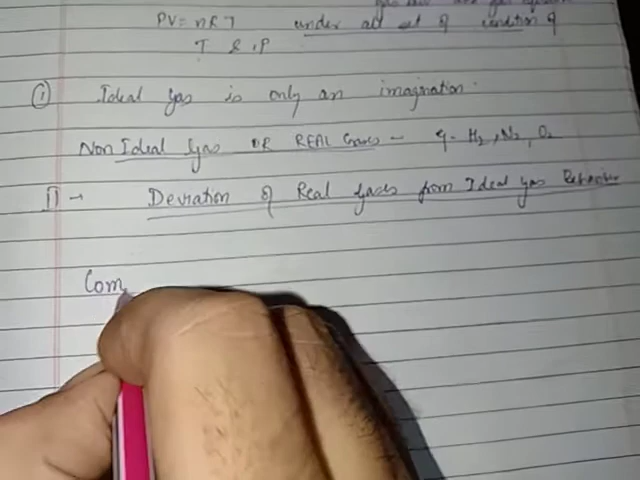 PV = nRT under all set of condition of
T & P
① Ideal gas is only an imagination.
Non Ideal Gas OR REAL Gases - eg - H2, N2, O2
II → Deviation of Real gases from Ideal gas Behaviour
Com